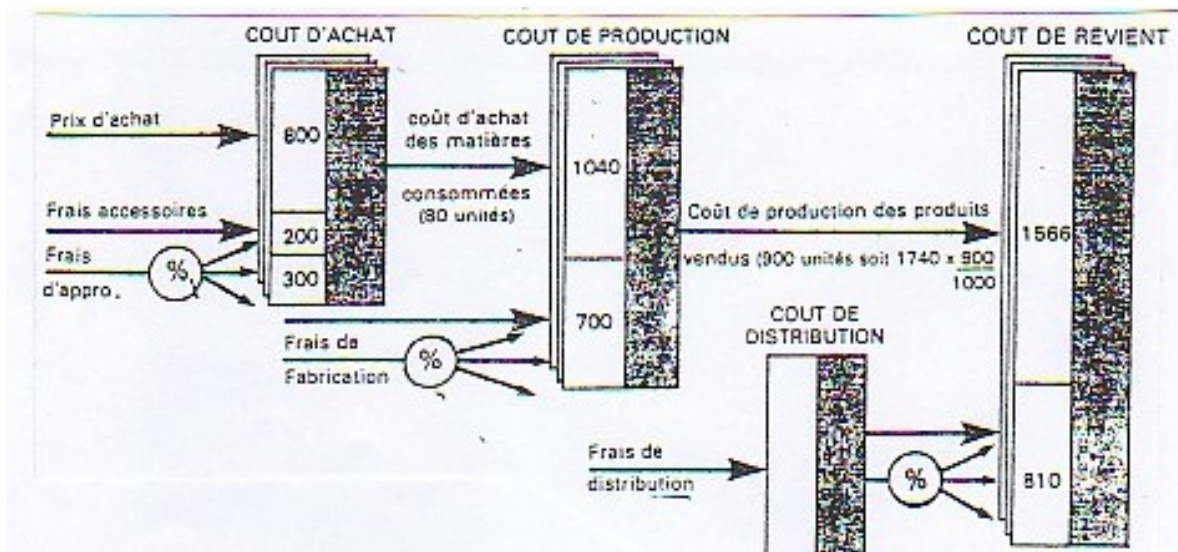 COUT D'ACHAT
COUT DE PRODUCTION
COUT DE REVIENT
Prix d'achat
800
coût d'achat
des matières
consommées
(80 unités)
1040
Frais accessoires
200
Frais
d'appro.
%
300
Coût de production des produits
vendus (900 unités soit 1740 x 900
1000
1566
700
Frais de
Fabrication
%
COUT DE
DISTRIBUTION
Frais de
distribution
%
810